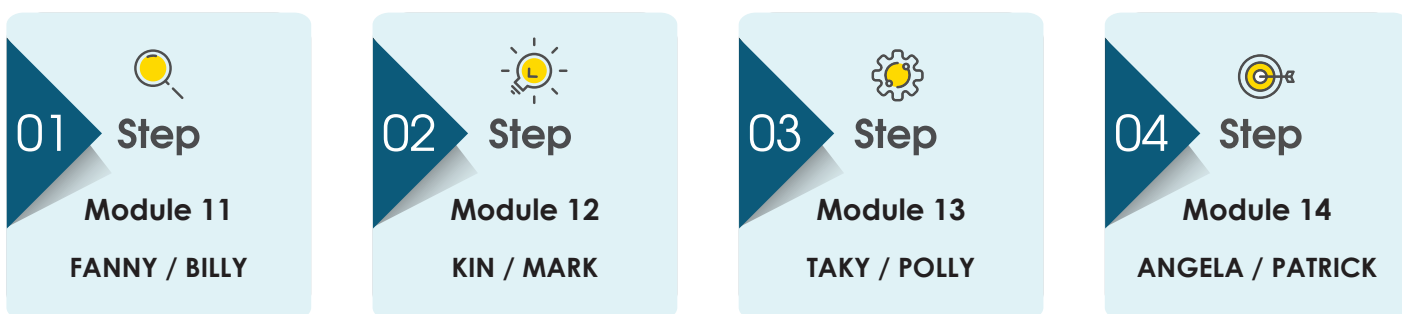 01
Step
Module 11
FANNY / BILLY
02
Step
Module 12
KIN / MARK
03
Step
Module 13
TAKY / POLLY
04
Step
Module 14
ANGELA / PATRICK